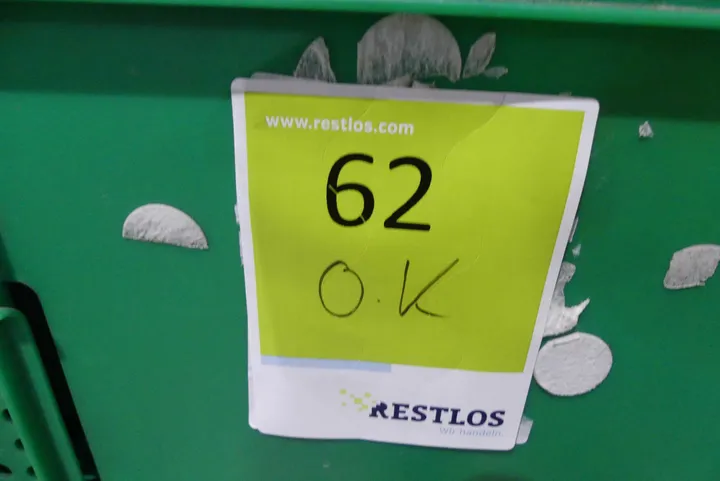 www.restlos.com
62
O.K
RESTLOS
Wir handeln.